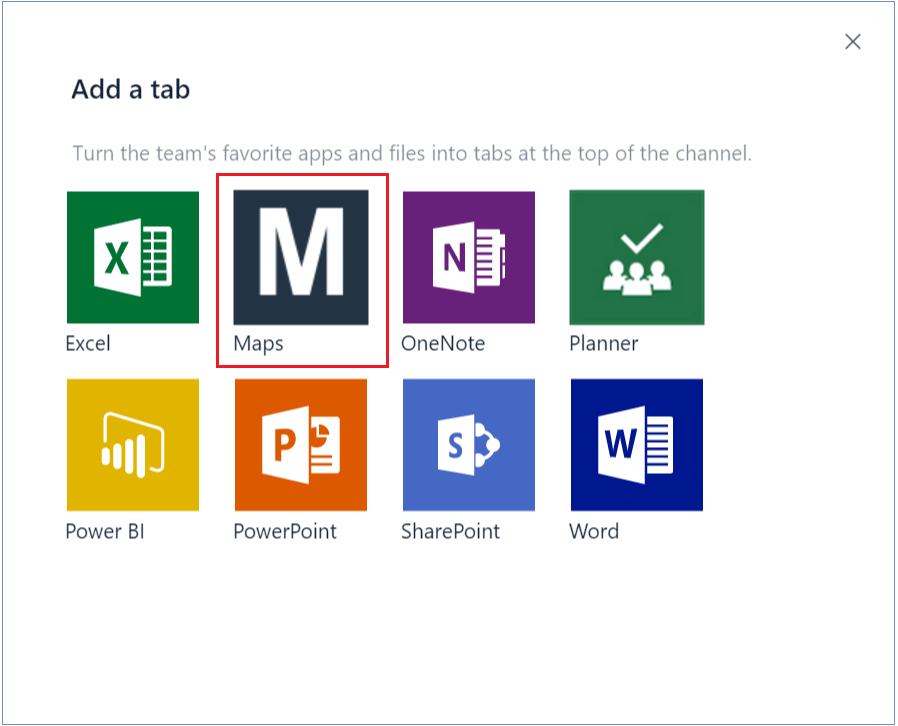 Add a tab
Turn the team's favorite apps and files into tabs at the top of the channel.
X M N
Excel Maps OneNote Planner
P S W
Power BI PowerPoint SharePoint Word